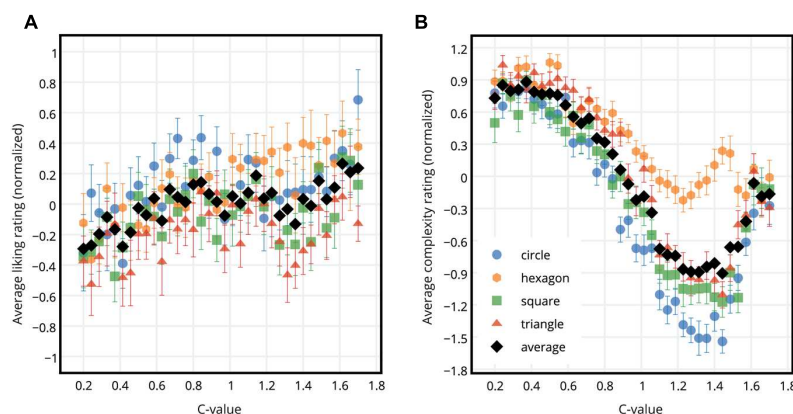 A
B
Average liking rating (normalized)
1
0.8
0.6
0.4
0.2
0
−0.2
−0.4
−0.6
−0.8
−1
0.2 0.4 0.6 0.8 1 1.2 1.4 1.6 1.8
C-value
Average complexity rating (normalized)
1.2
0.9
0.6
0.3
0
−0.3
−0.6
−0.9
−1.2
−1.5
−1.8
circle
hexagon
square
triangle
average
0.2 0.4 0.6 0.8 1 1.2 1.4 1.6 1.8
C-value